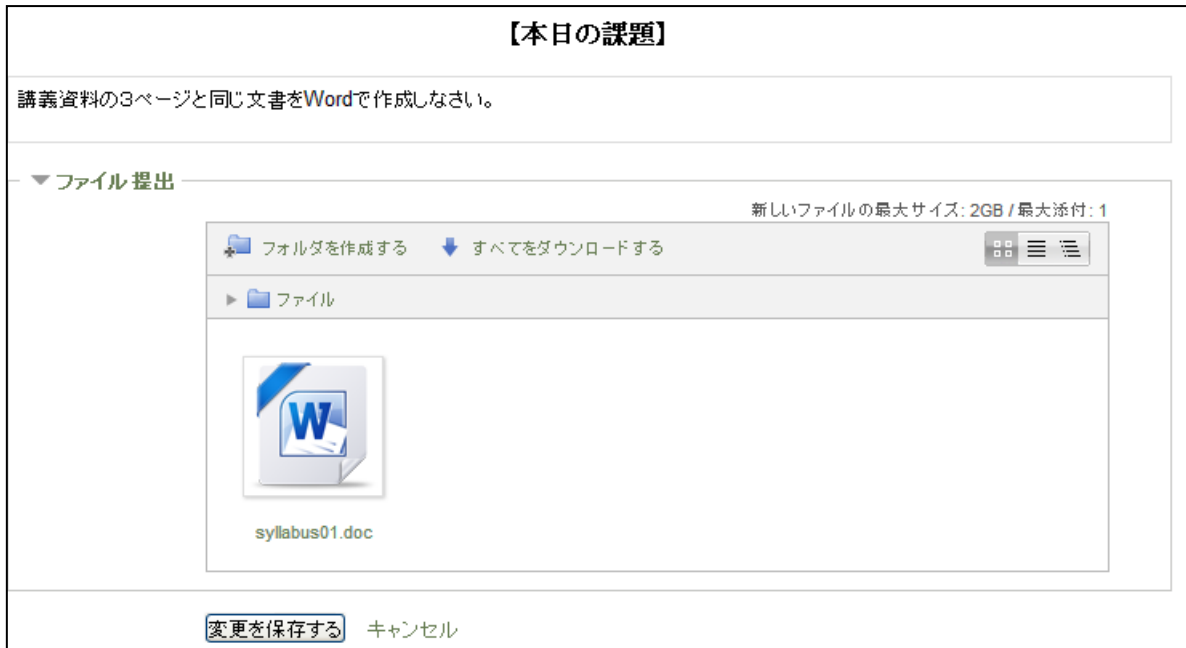 【本日の課題】
講義資料の3ページと同じ文書をWordで作成しなさい。
ファイル提出
新しいファイルの最大サイズ: 2GB / 最大添付: 1
フォルダを作成する すべてをダウンロードする
ファイル
W
syllabus01.doc
変更を保存する キャンセル